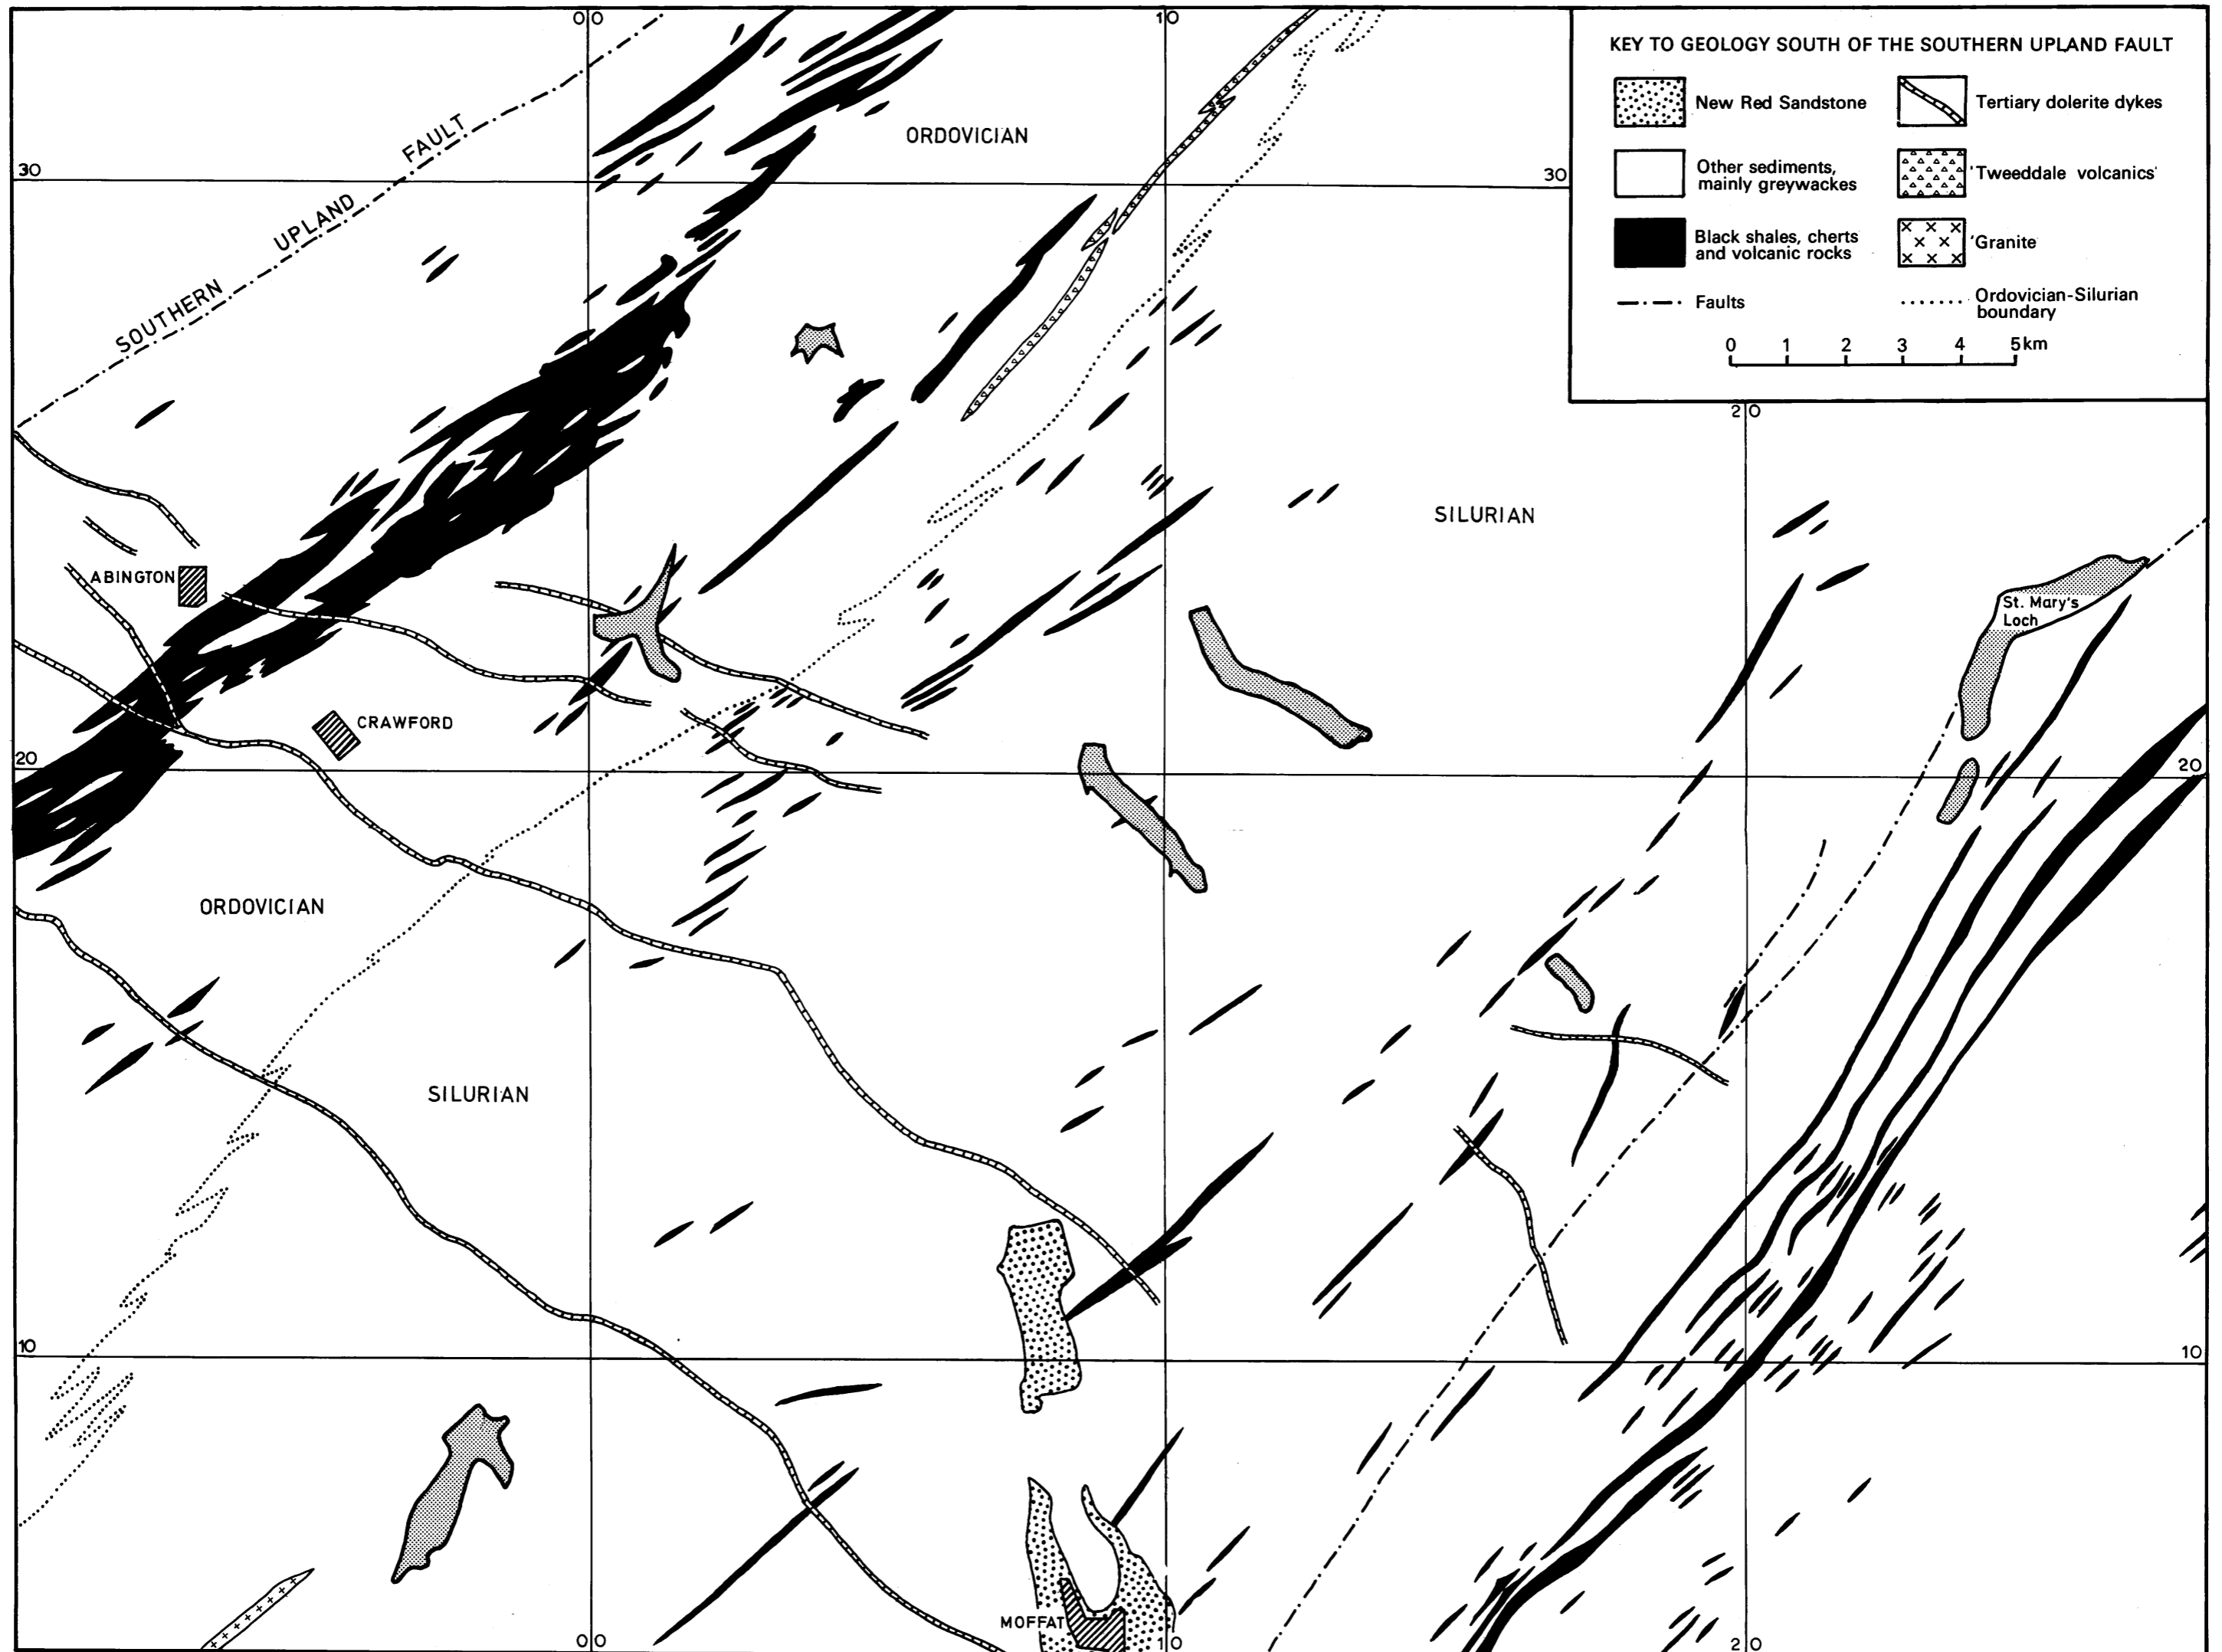 00
10
KEY TO GEOLOGY SOUTH OF THE SOUTHERN UPLAND FAULT
New Red Sandstone
Tertiary dolerite dykes
Other sediments,
mainly greywackes
'Tweeddale volcanics'
Black shales, cherts
and volcanic rocks
'Granite
Faults
Ordovician-Silurian
boundary
0 1 2 3 4 5km
ORDOVICIAN
SOUTHERN UPLAND FAULT
30
30
20
SILURIAN
ABINGTON
St. Mary's
Loch
CRAWFORD
20
20
ORDOVICIAN
SILURIAN
10
10
MOFFAT
00
10
20